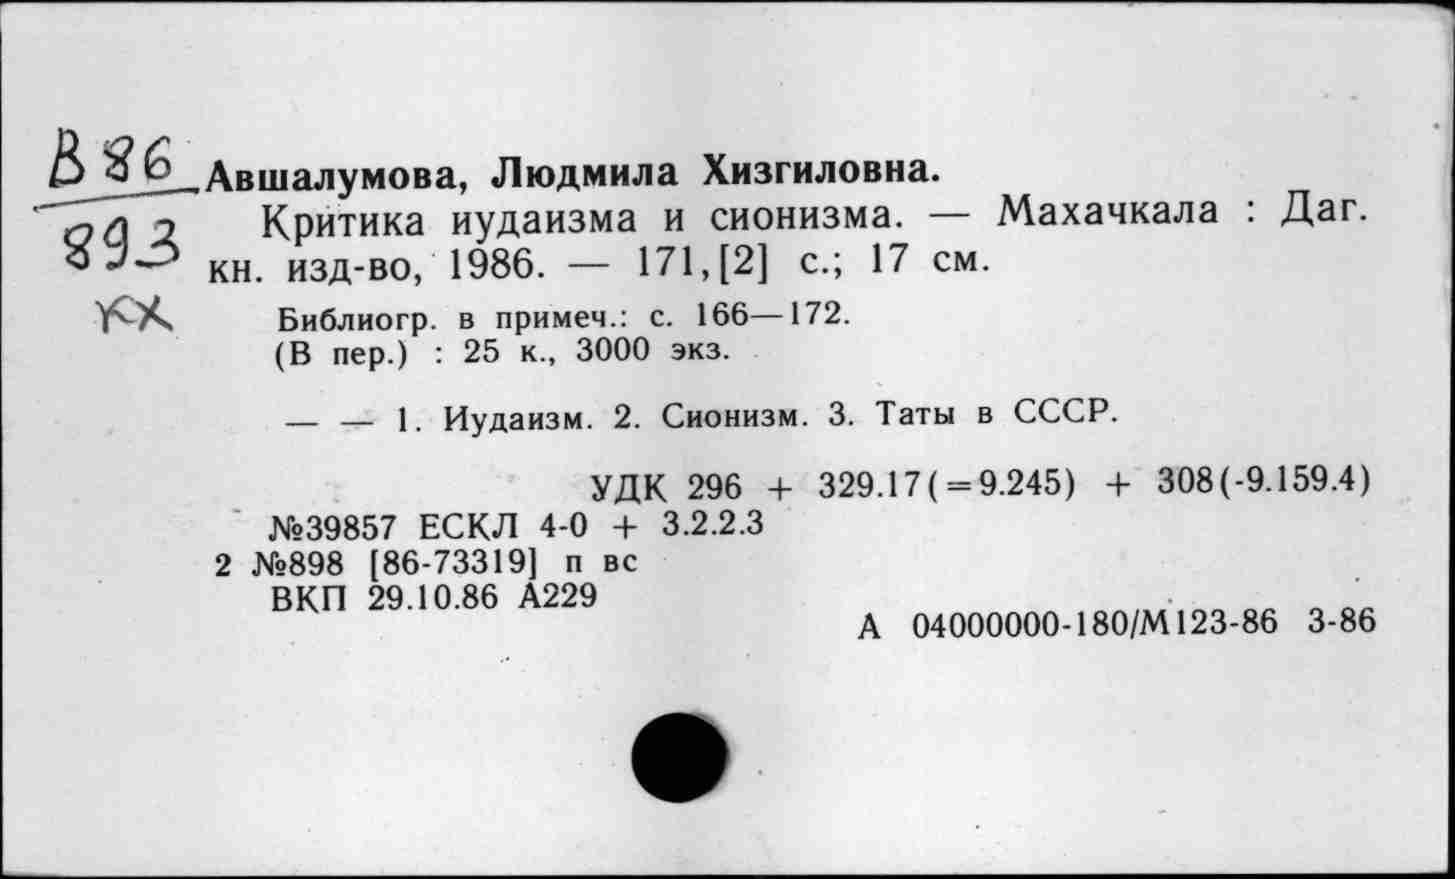 В 86
893
КХ
Авшалумова, Людмила Хизгиловна.
Критика иудаизма и сионизма. — Махачкала : Даг.
кн. изд-во, 1986. — 171,[2] с.; 17 см.
Библиогр. в примеч.: с. 166—172.
(В пер.) : 25 к., 3000 экз.
— — 1. Иудаизм. 2. Сионизм. 3. Таты в СССР.
УДК 296 + 329.17(=9.245) + 308(-9.159.4)
№39857 ЕСКЛ 4-0 + 3.2.2.3
2 №898 [86-73319] п вс
ВКП 29.10.86 А229
А 04000000-180/М123-86 3-86